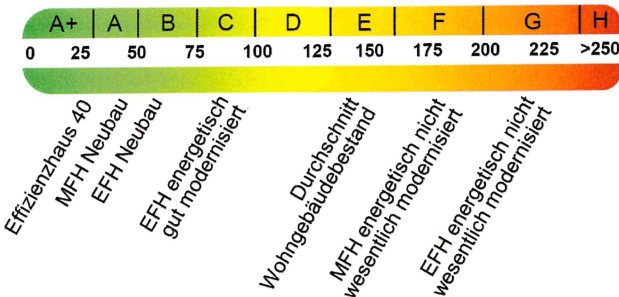 A+ A B C D E F G H
0 25 50 75 100 125 150 175 200 225 >250
Effizienzhaus 40
MFH Neubau
EFH Neubau
EFH energetisch
gut modernisiert
Durchschnitt
Wohngebäudebestand
MFH energetisch nicht
wesentlich modernisiert
EFH energetisch nicht
wesentlich modernisiert